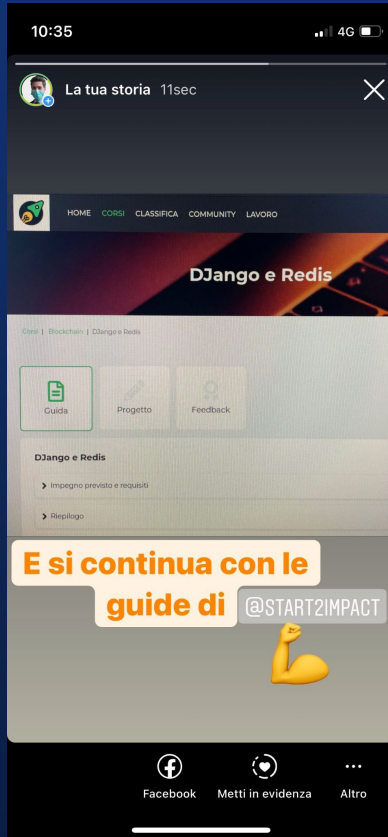 10:35
4G
La tua storia 11sec
HOME CORSI CLASSIFICA COMMUNITY LAVORO
DJango e Redis
Corsi | Blockchain | DJango e Redis
Guida Progetto Feedback
DJango e Redis
Impegno previsto e requisiti
Riepilogo
E si continua con le
guide di @START2IMPACT
Facebook Metti in evidenza Altro